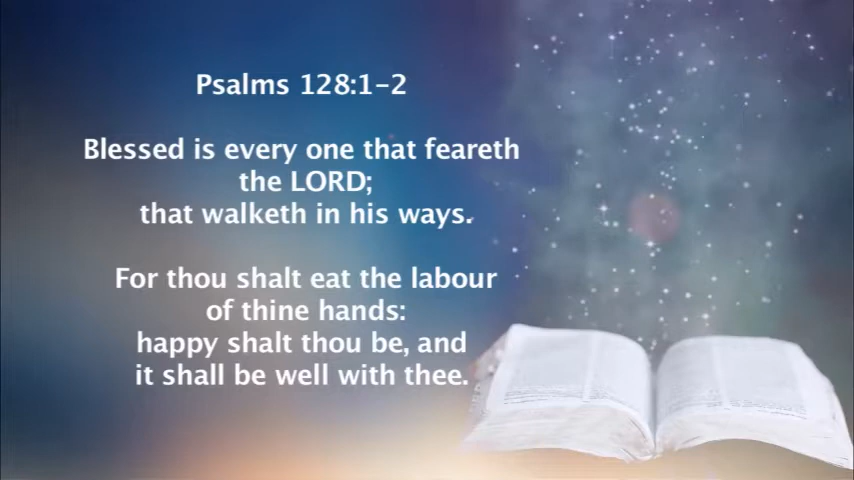 Psalms 128:1-2
Blessed is every one that feareth
the LORD;
that walketh in his ways.
For thou shalt eat the labour
of thine hands:
happy shalt thou be, and
it shall be well with thee.